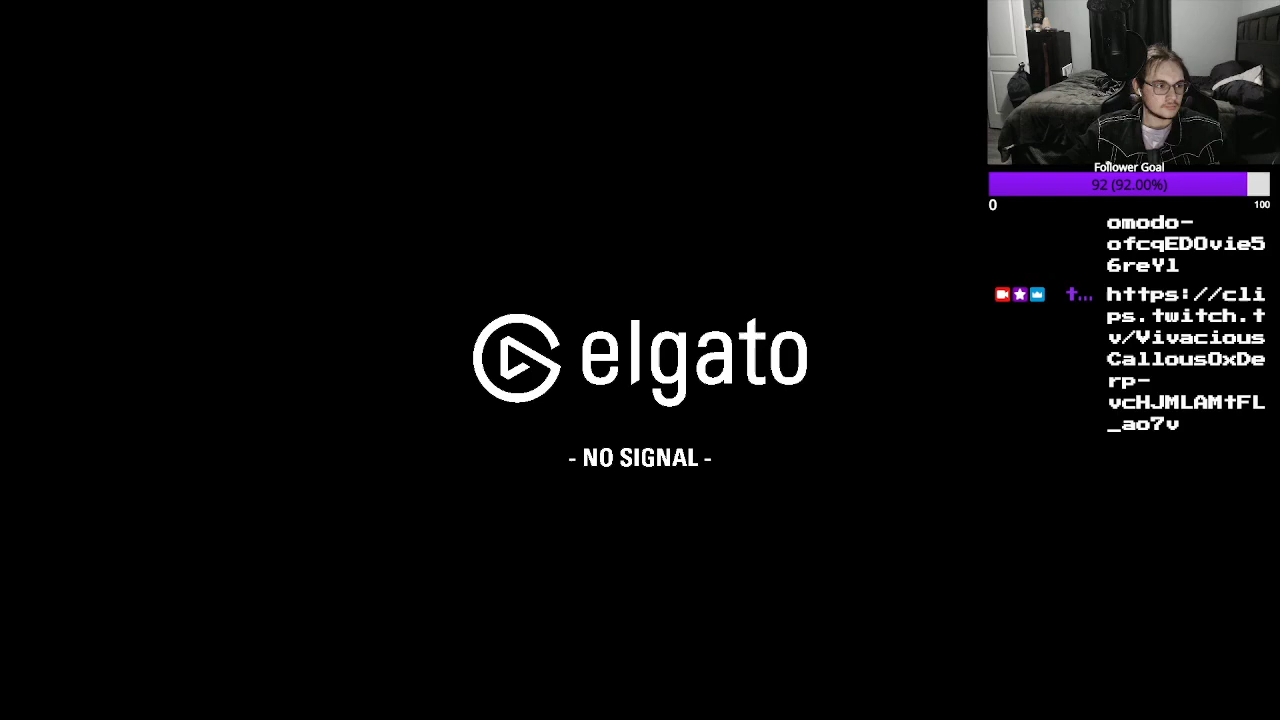 Follower Goal
92 (92.00%)
0
100
omodo-
ofcqEDOvie5
6reYl
t...
https://cli
ps.twitch.t
v/Vivacious
CallousOxDe
rp-
vcHJMLAMtFL
_ao7v
elgato
- NO SIGNAL -